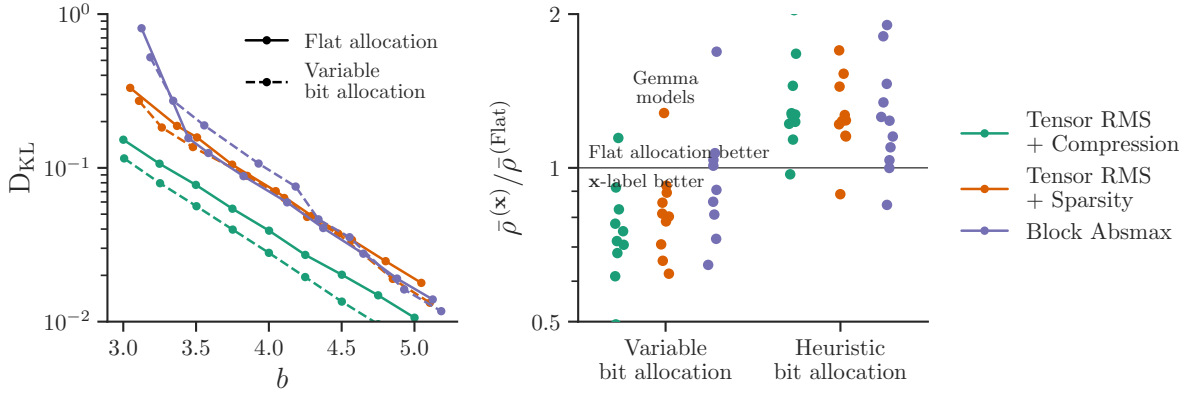 10⁰
10⁻¹
10⁻²
D_KL
3.0 3.5 4.0 4.5 5.0
b
Flat allocation
Variable
bit allocation
2
1
0.5
ρ̄^(x)/ρ̄^(Flat)
Gemma
models
Flat allocation better
x-label better
Variable
bit allocation
Heuristic
bit allocation
Tensor RMS
+ Compression
Tensor RMS
+ Sparsity
Block Absmax